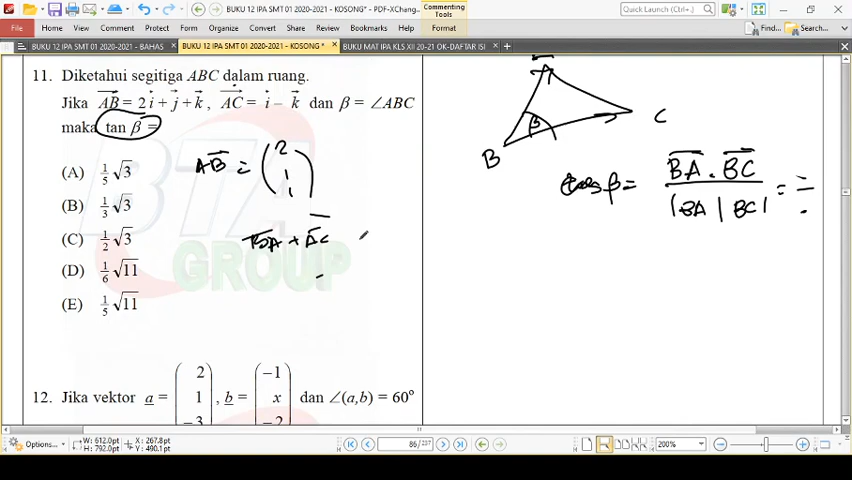 BUKU 12 IPA SMT 01 2020-2021 - KOSONG* - PDF-XChange
Commenting Tools
Quick Launch (Ctrl+.)
File Home Convert Comment Protect Form Organize Bookmarks Help Format Find... Search...
BUKU 12 IPA SMT 01 2020-2021 - BAHAS BUKU 12 IPA SMT 01 2020-2021 - KOSONG * BUKU MAT IPA KLS XII 20-21 OK-DAFTAR ISI
11. Diketahui segitiga ABC dalam ruang.
Jika AB = 2 i + j + k , AC = i − k dan β = ∠ABC
maka tan β =
(A) 1/5 √3
(B) 1/3 √3
(C) 1/2 √3
(D) 1/6 √11
(E) 1/5 √11
AB = (2 1 1)
BA + AC
=
B
β
C
cos β = BA . BC / |BA| BC| = - / .
BTA
GROUP
12. Jika vektor a = (2 1 −3) , b = (−1 x −2) dan ∠(a,b) = 60°
Options... W: 612.0pt H: 792.0pt X: 267.8pt Y: 490.1pt 86 /237 200%